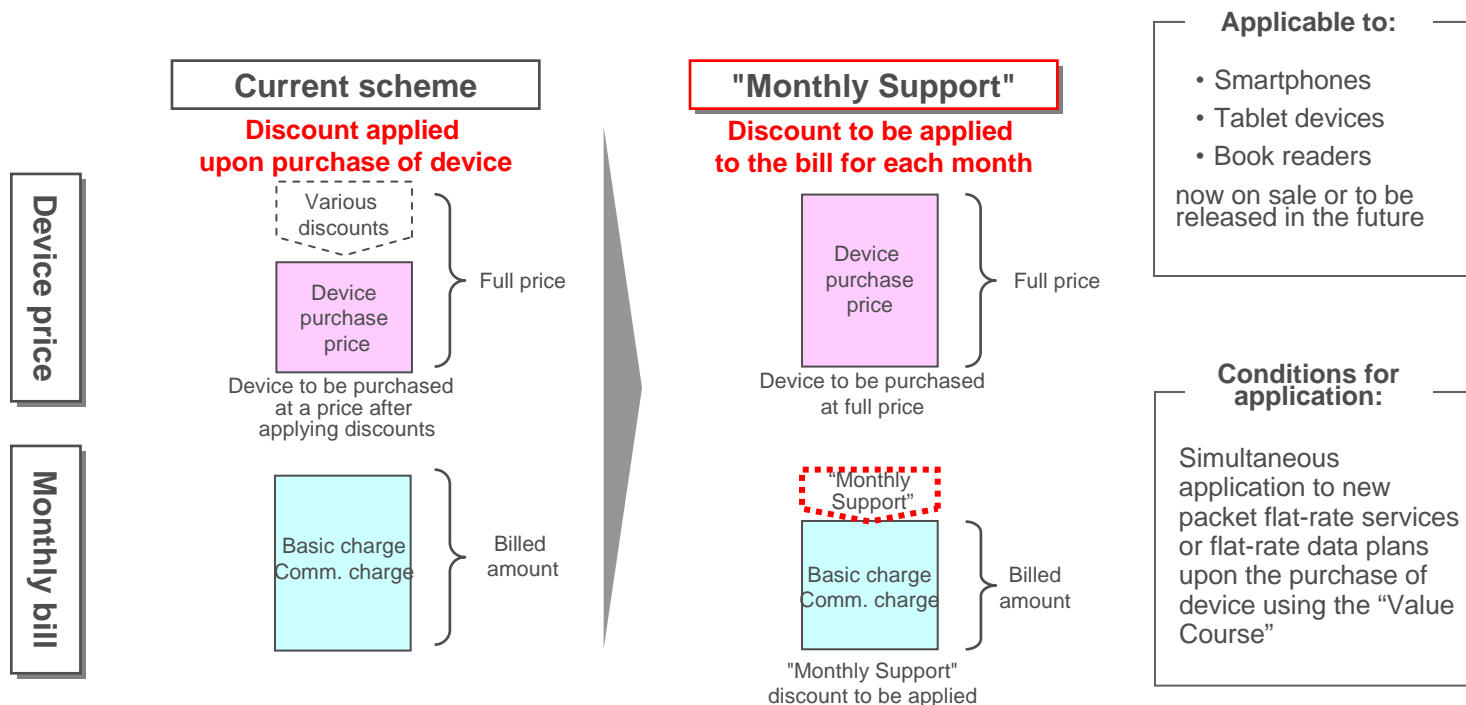 Current scheme
Discount applied
upon purchase of device
"Monthly Support"
Discount to be applied
to the bill for each month
Device price
Various
discounts
Device
purchase
price
Full price
Device to be purchased
at a price after
applying discounts
Device
purchase
price
Full price
Device to be purchased
at full price
Monthly bill
Basic charge
Comm. charge
Billed
amount
“Monthly
Support”
Basic charge
Comm. charge
Billed
amount
"Monthly Support"
discount to be applied
Applicable to:
• Smartphones
• Tablet devices
• Book readers
now on sale or to be
released in the future
Conditions for
application:
Simultaneous
application to new
packet flat-rate services
or flat-rate data plans
upon the purchase of
device using the “Value
Course”